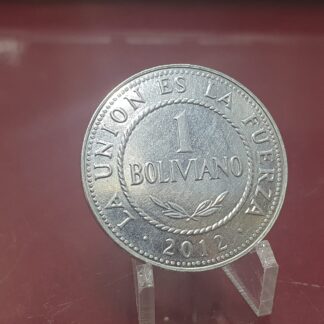 LA UNION ES LA FUERZA
1
BOLIVIANO
· 2012 ·